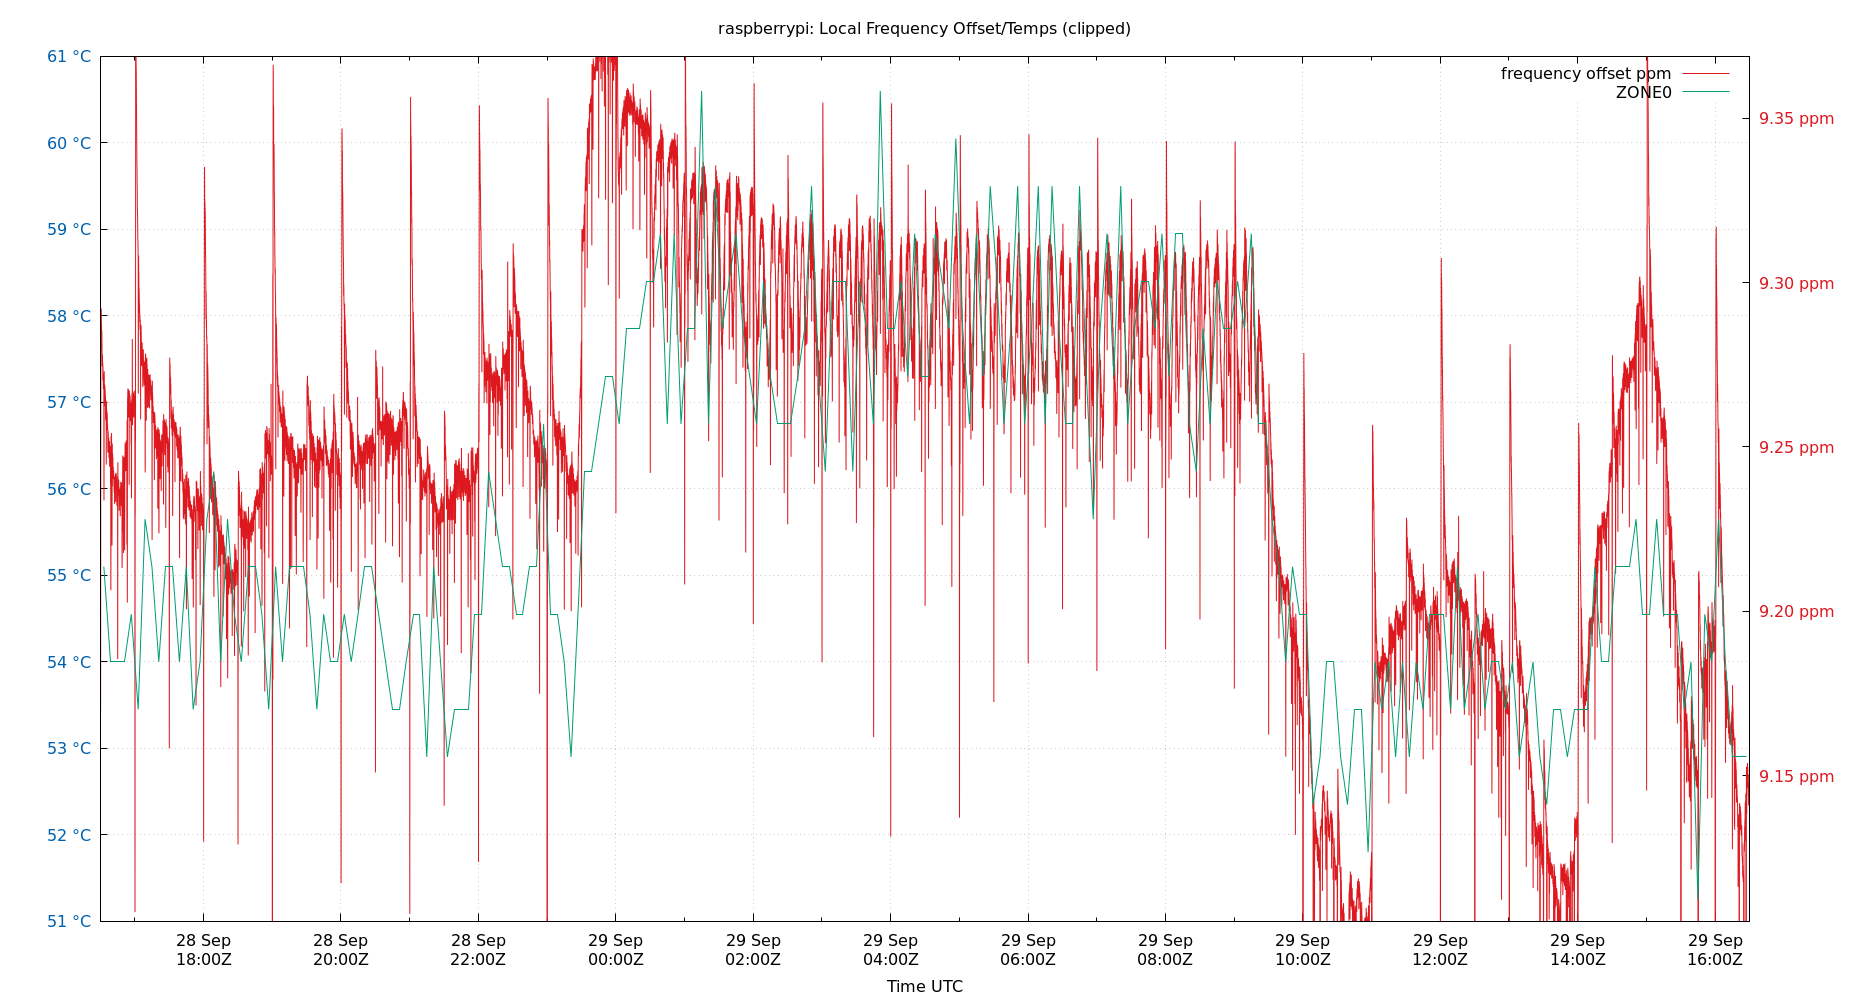 raspberrypi: Local Frequency Offset/Temps (clipped)
frequency offset ppm
ZONE0
61 °C
60 °C
59 °C
58 °C
57 °C
56 °C
55 °C
54 °C
53 °C
52 °C
51 °C
9.35 ppm
9.30 ppm
9.25 ppm
9.20 ppm
9.15 ppm
28 Sep
18:00Z
28 Sep
20:00Z
28 Sep
22:00Z
29 Sep
00:00Z
29 Sep
02:00Z
29 Sep
04:00Z
29 Sep
06:00Z
29 Sep
08:00Z
29 Sep
10:00Z
29 Sep
12:00Z
29 Sep
14:00Z
29 Sep
16:00Z
Time UTC